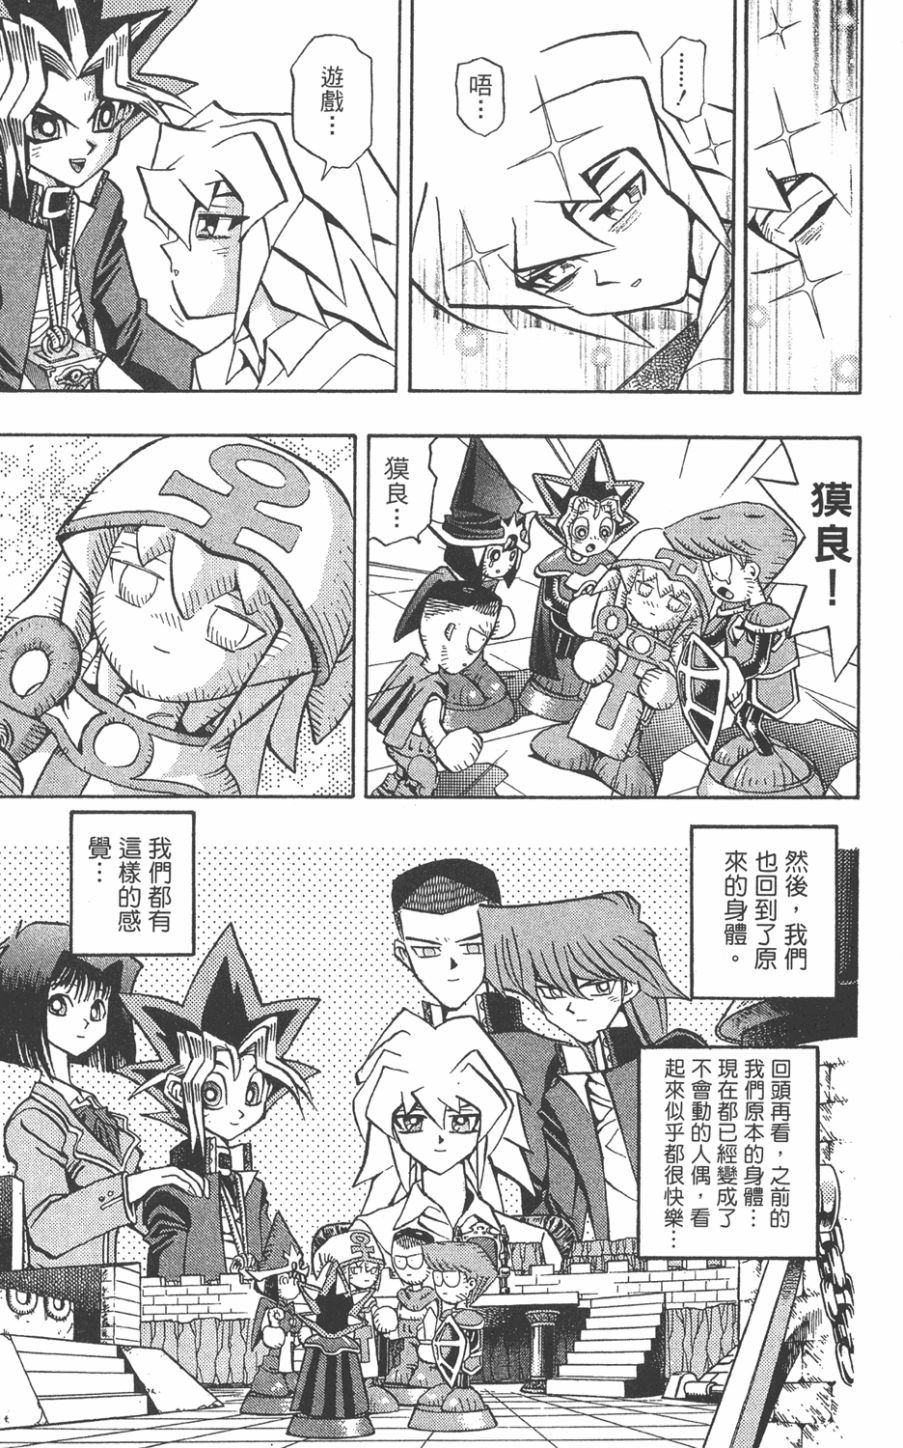 ……!
唔…
遊戲…
獏良!
獏良…
然後，我們
也回到了原
來的身體。
回頭再看，之前的
我們原本的身體…
現在都已經變成了
不會動的人偶，看
起來似乎都很快樂…
我們都有
這樣的感
覺…